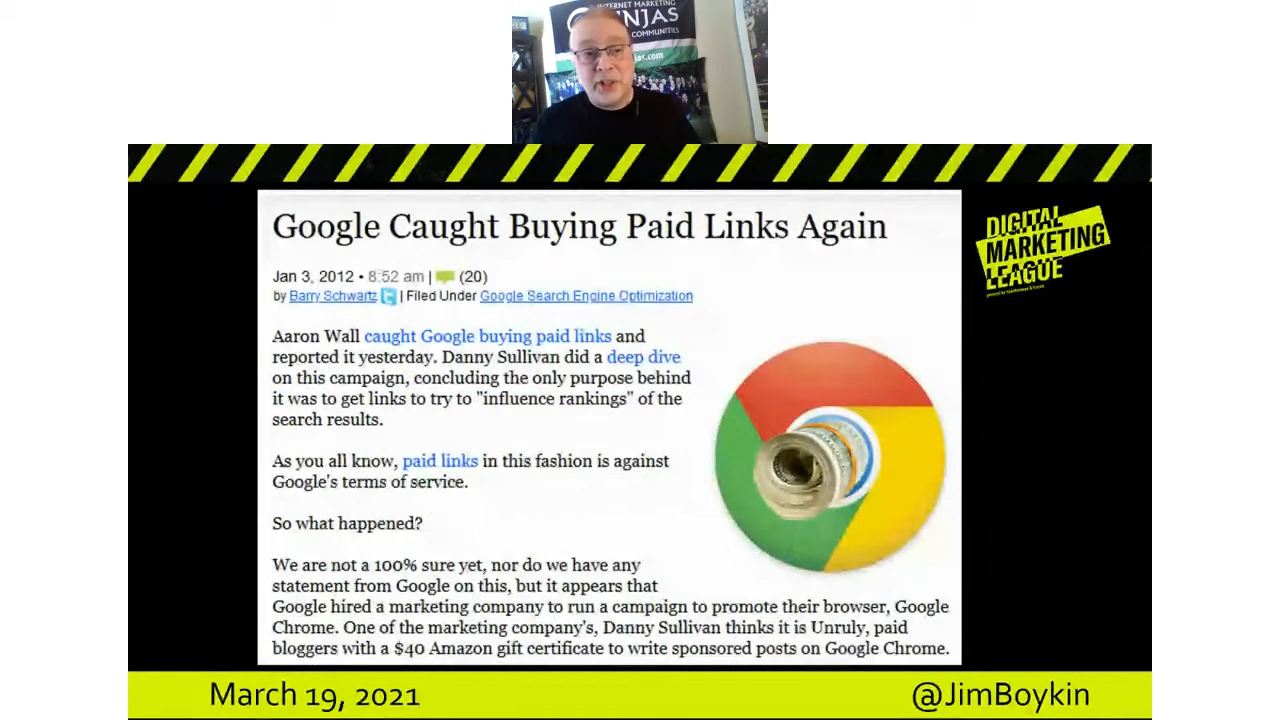 INTERNET MARKETING
NINJAS
COMMUNITIES
jas.com
Google Caught Buying Paid Links Again
DIGITAL
MARKETING
LEAGUE
Jan 3, 2012 • 8:52 am | (20)
by Barry Schwartz | Filed Under Google Search Engine Optimization
Aaron Wall caught Google buying paid links and
reported it yesterday. Danny Sullivan did a deep dive
on this campaign, concluding the only purpose behind
it was to get links to try to "influence rankings" of the
search results.
As you all know, paid links in this fashion is against
Google's terms of service.
So what happened?
We are not a 100% sure yet, nor do we have any
statement from Google on this, but it appears that
Google hired a marketing company to run a campaign to promote their browser, Google
Chrome. One of the marketing company's, Danny Sullivan thinks it is Unruly, paid
bloggers with a $40 Amazon gift certificate to write sponsored posts on Google Chrome.
March 19, 2021
@JimBoykin